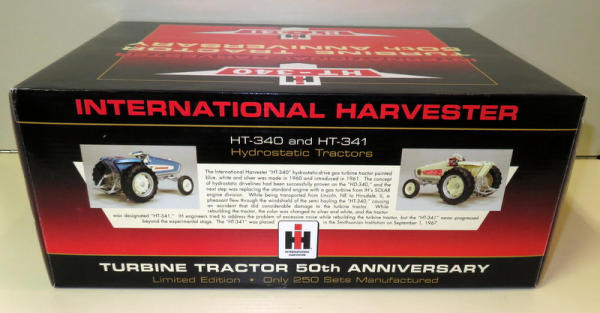 HT-341
TURBINE TRACTOR
50th ANNIVERSARY
HT-340
IH
INTERNATIONAL HARVESTER
HT-340 and HT-341
Hydrostatic Tractors
The International Harvester "HT-340" hydrostatic-drive gas turbine tractor painted
blue, white and silver was made in 1960 and introduced in 1961. The concept
of hydrostatic drivelines had been successfully proven on the "HD-340," and the
next step was replacing the standard engine with a gas turbine from IH's SOLAR
engine division. While being transported from Lincoln, NE to Hinsdale, IL, a
pheasant flew through the windshield of the semi hauling the "HT-340," causing
an accident that did considerable damage to the turbine tractor. While
rebuilding the tractor, the color was changed to silver and white, and the tractor
was designated "HT-341." IH engineers tried to address the problem of excessive noise while rebuilding the turbine, but the "HT-341" never progressed
beyond the experimental stage. The "HT-341" was placed in the Smithsonian Institution on September 1, 1967.
IH
INTERNATIONAL
HARVESTER
TURBINE TRACTOR 50th ANNIVERSARY
Limited Edition • Only 250 Sets Manufactured